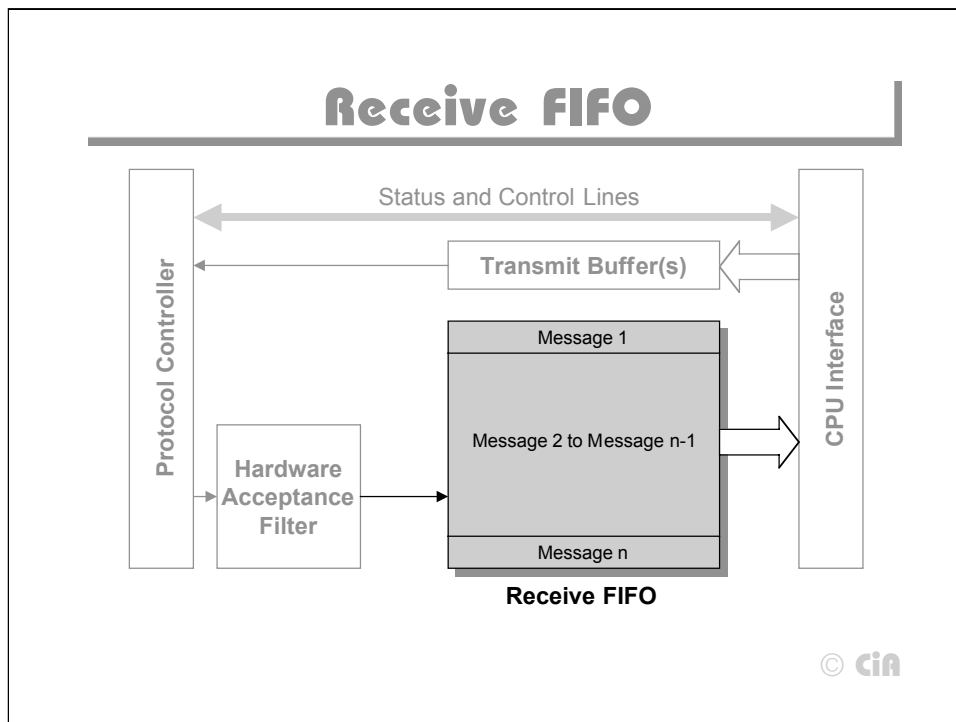 Receive FIFO
Status and Control Lines
Transmit Buffer(s)
Protocol Controller
CPU Interface
Message 1
Message 2 to Message n-1
Hardware
Acceptance
Filter
Message n
Receive FIFO
© CiA